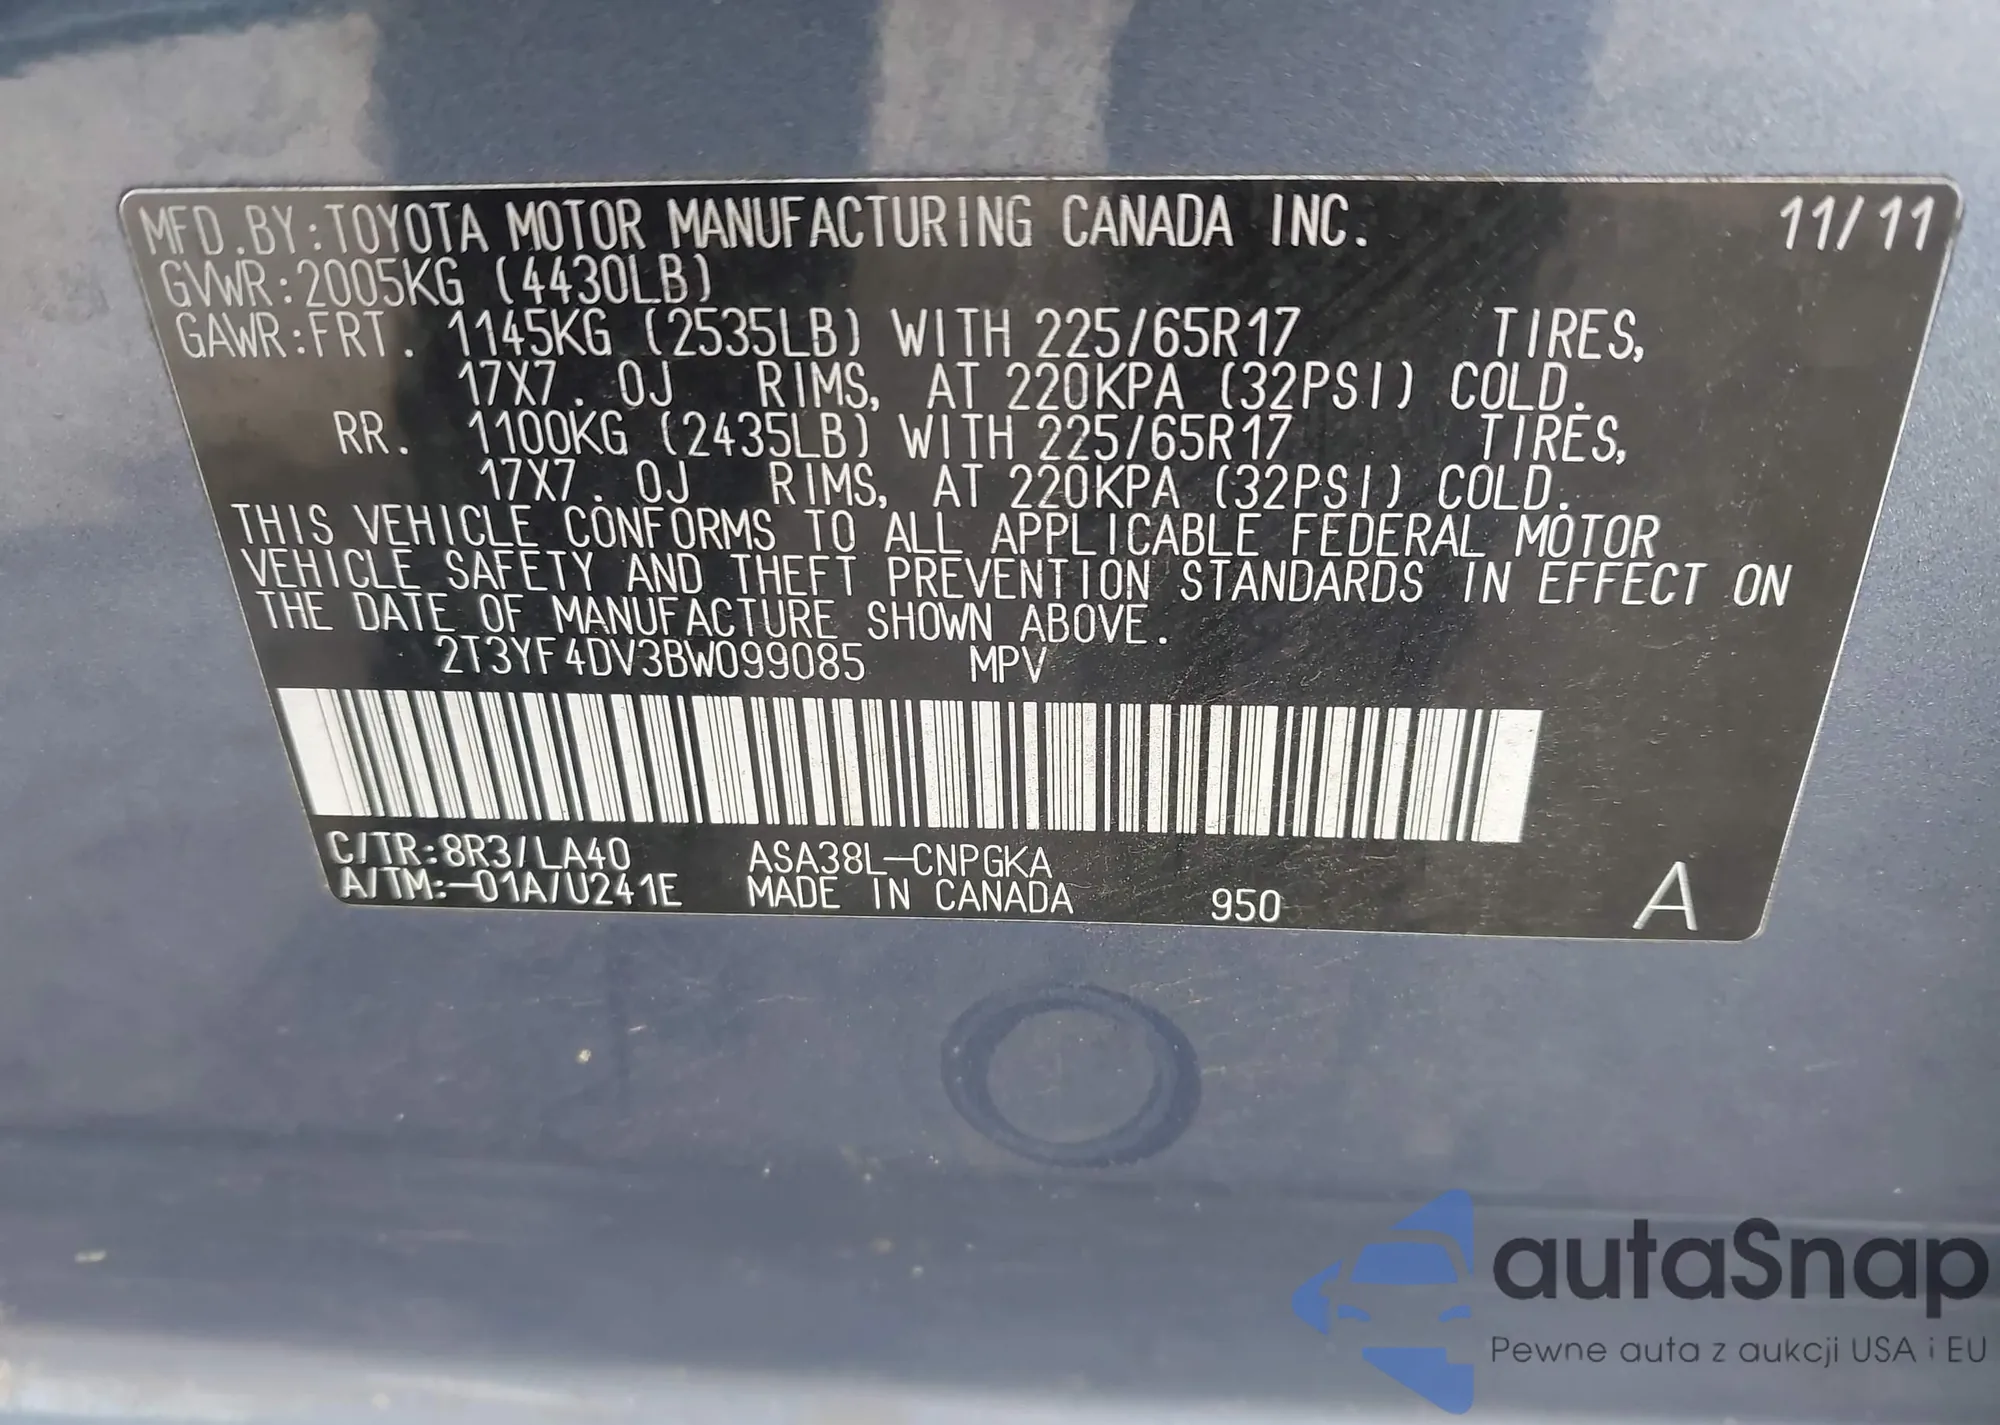 MFD.BY:TOYOTA MOTOR MANUFACTURING CANADA INC. 11/11
GVWR:2005KG (4430LB)
GAWR:FRT. 1145KG (2535LB) WITH 225/65R17 TIRES,
17X7.0J RIMS, AT 220KPA (32PSI) COLD.
RR. 1100KG (2435LB) WITH 225/65R17 TIRES,
17X7.0J RIMS, AT 220KPA (32PSI) COLD.
THIS VEHICLE CONFORMS TO ALL APPLICABLE FEDERAL MOTOR
VEHICLE SAFETY AND THEFT PREVENTION STANDARDS IN EFFECT ON
THE DATE OF MANUFACTURE SHOWN ABOVE.
2T3YF4DV3BW099085 MPV
C/TR:8R3/LA40 ASA38L-CNPGKA
A/TM:-01A/U241E MADE IN CANADA 950 A
autaSnap
Pewne auta z aukcji USA i EU